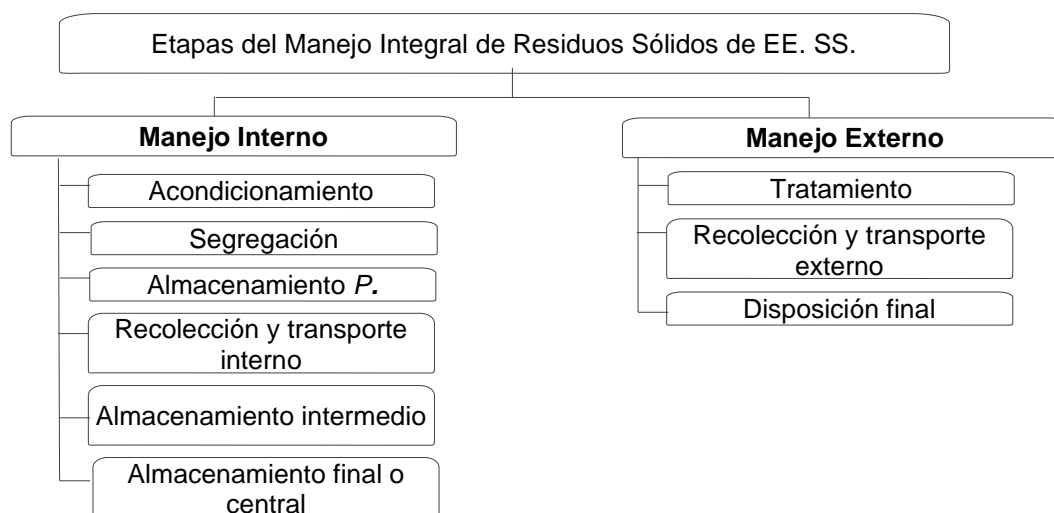 Etapas del Manejo Integral de Residuos Sólidos de EE. SS.
Manejo Interno
Acondicionamiento
Segregación
Almacenamiento P.
Recolección y transporte
interno
Almacenamiento intermedio
Almacenamiento final o
central
Manejo Externo
Tratamiento
Recolección y transporte
externo
Disposición final